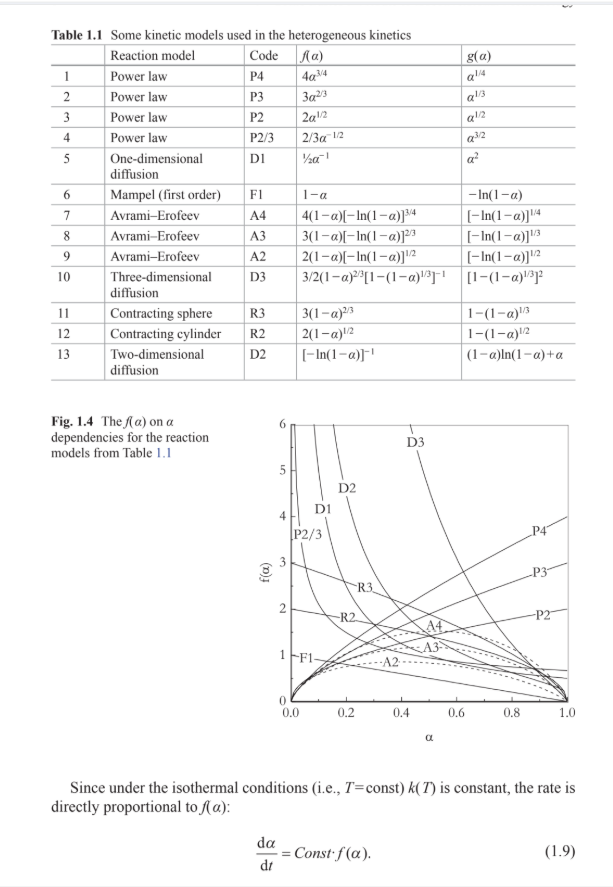 Table 1.1 Some kinetic models used in the heterogeneous kinetics
Reaction model Code f(α) g(α)
1 Power law P4 4α^3/4 α^1/4
2 Power law P3 3α^2/3 α^1/3
3 Power law P2 2α^1/2 α^1/2
4 Power law P2/3 2/3α^−1/2 α^3/2
5 One-dimensional D1 ½α^−1 α^2
diffusion
6 Mampel (first order) F1 1−α −ln(1−α)
7 Avrami–Erofeev A4 4(1−α)[−ln(1−α)]^3/4 [−ln(1−α)]^1/4
8 Avrami–Erofeev A3 3(1−α)[−ln(1−α)]^2/3 [−ln(1−α)]^1/3
9 Avrami–Erofeev A2 2(1−α)[−ln(1−α)]^1/2 [−ln(1−α)]^1/2
10 Three-dimensional D3 3/2(1−α)^2/3[1−(1−α)^1/3]^−1 [1−(1−α)^1/3]^2
diffusion
11 Contracting sphere R3 3(1−α)^2/3 1−(1−α)^1/3
12 Contracting cylinder R2 2(1−α)^1/2 1−(1−α)^1/2
13 Two-dimensional D2 [−ln(1−α)]^−1 (1−α)ln(1−α)+α
diffusion
Fig. 1.4 The f(α) on α
dependencies for the reaction
models from Table 1.1
6
D3
5
D2
D1
4
P2/3
P4
f(α)
3
P3
R3
2
R2
P2
A4
A3
1
F1
A2
0
0.0 0.2 0.4 0.6 0.8 1.0
α
Since under the isothermal conditions (i.e., T=const) k(T) is constant, the rate is
directly proportional to f(α):
dα/dt = Const·f(α). (1.9)